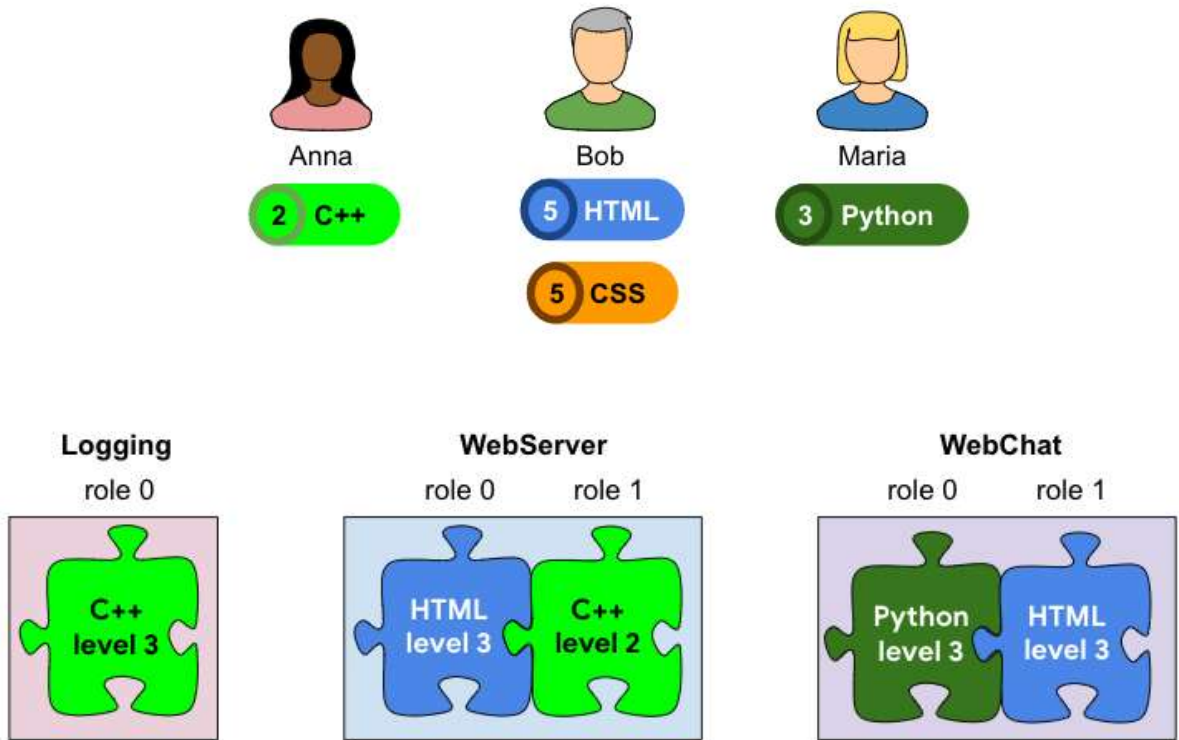 Anna
Bob
Maria
2 C++
5 HTML
3 Python
5 CSS
Logging
WebServer
WebChat
role 0
role 0
role 1
role 0
role 1
C++
level 3
HTML
level 3
C++
level 2
Python
level 3
HTML
level 3